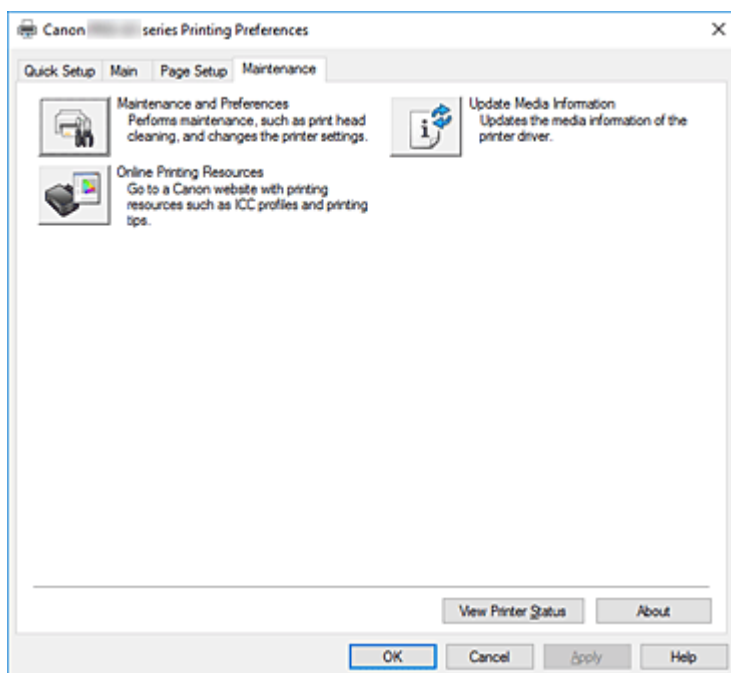 Canon series Printing Preferences
Quick Setup Main Page Setup Maintenance
Maintenance and Preferences
Performs maintenance, such as print head
cleaning, and changes the printer settings.
Update Media Information
Updates the media information of the
printer driver.
Online Printing Resources
Go to a Canon website with printing
resources such as ICC profiles and printing
tips.
View Printer Status About
OK Cancel Apply Help